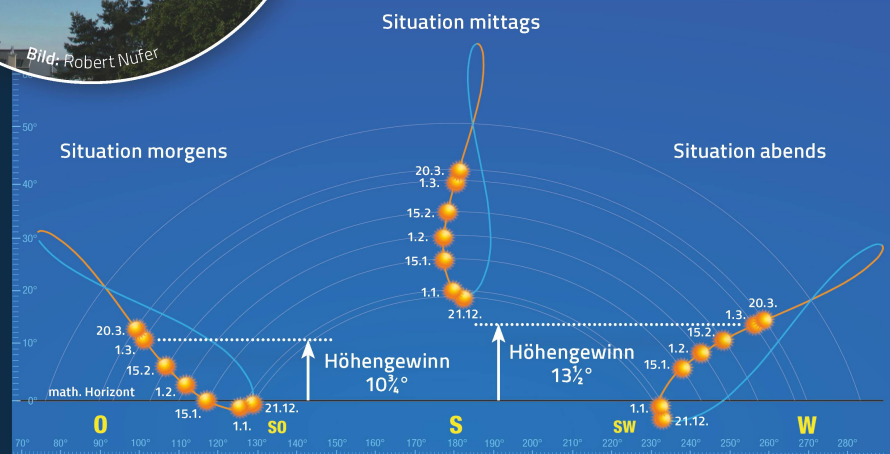 Situation mittags
Bild: Robert Nufer
50°
Situation morgens
Situation abends
40°
20.3.
1.3.
15.2.
30°
1.2.
15.1.
20°
1.1.
21.12.
20.3.
1.3.
15.2.
1.2.
15.1.
20.3.
1.3.
10°
15.2.
1.2.
15.1.
Höhengewinn
10¾°
Höhengewinn
13½°
math. Horizont
0°
1.1.
21.12.
1.1.
21.12.
O
SO
S
SW
W
70° 80° 90° 100° 110° 120° 130° 140° 150° 160° 170° 180° 190° 200° 210° 220° 230° 240° 250° 260° 270° 280°